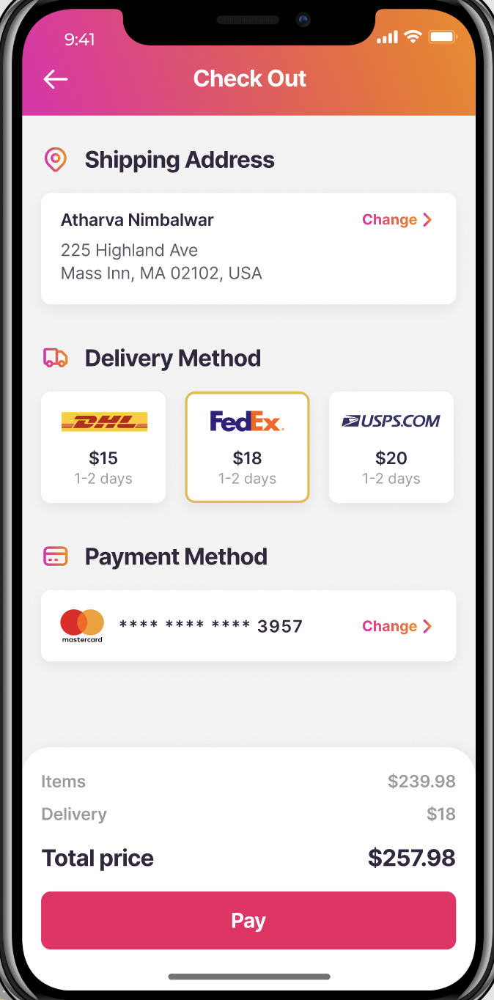 9:41
Check Out
Shipping Address
Atharva Nimbalwar
Change
225 Highland Ave
Mass Inn, MA 02102, USA
Delivery Method
DHL
FedEx
USPS.COM
$15
$18
$20
1-2 days
1-2 days
1-2 days
Payment Method
mastercard
**** **** **** 3957
Change
Items
$239.98
Delivery
$18
Total price
$257.98
Pay